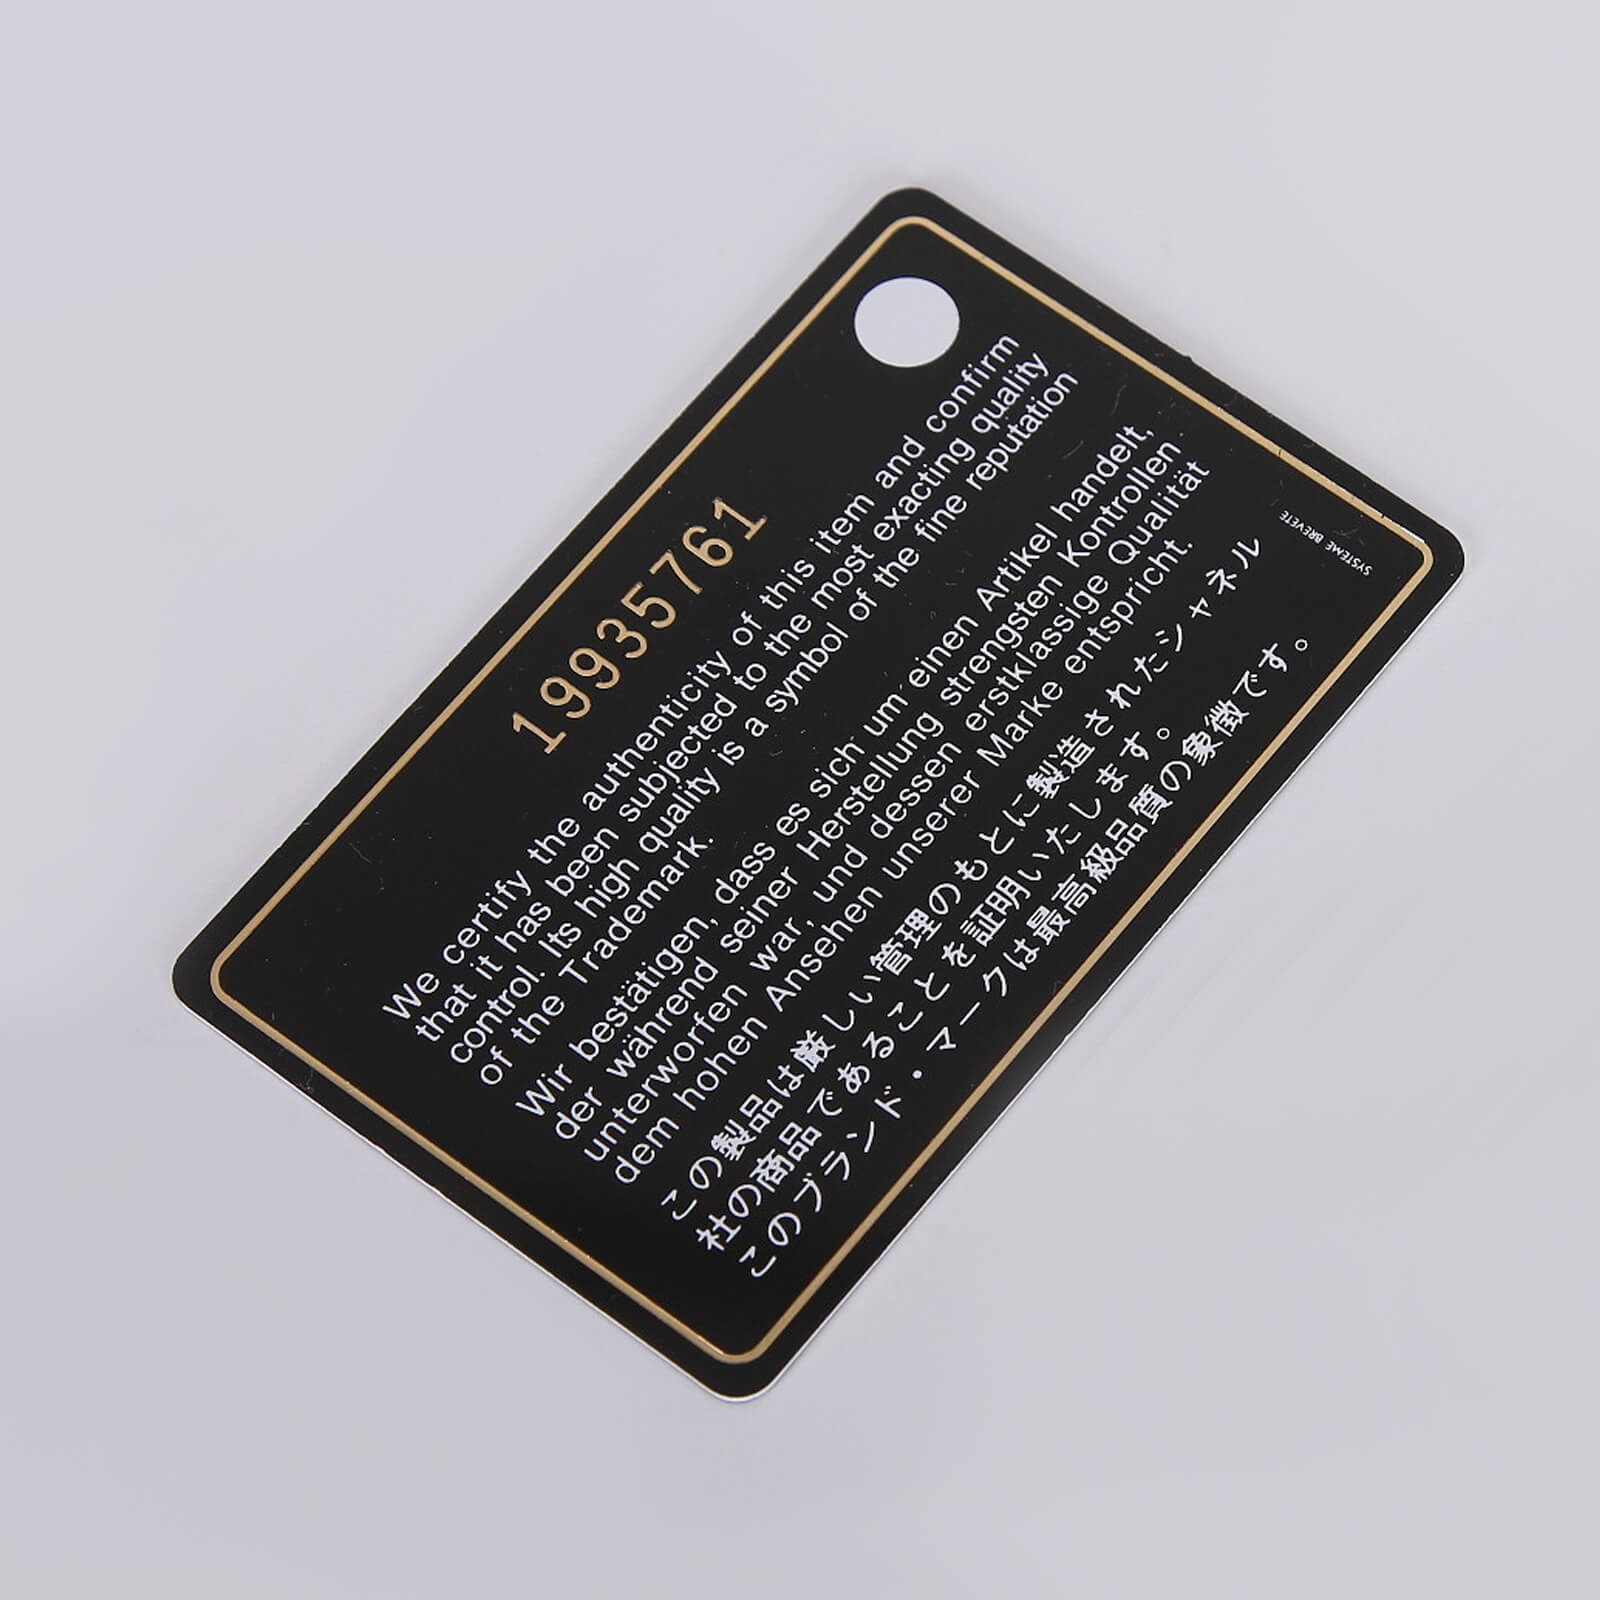 19935761
We certify the authenticity of this item and confirm
that it has been subjected to the most exacting quality
control. Its high quality is a symbol of the fine reputation
of the Trademark.
Wir bestätigen, dass es sich um einen Artikel handelt,
der während seiner Herstellung strengsten Kontrollen
unterworfen war, und dessen erstklassige Qualität
dem hohen Ansehen unserer Marke entspricht.
この製品は厳しい管理のもとに製造されたシャネル
社の商品であることを証明いたします。
このブランド・マークは最高級品質の象徴です。
SYSTEME BREVETE